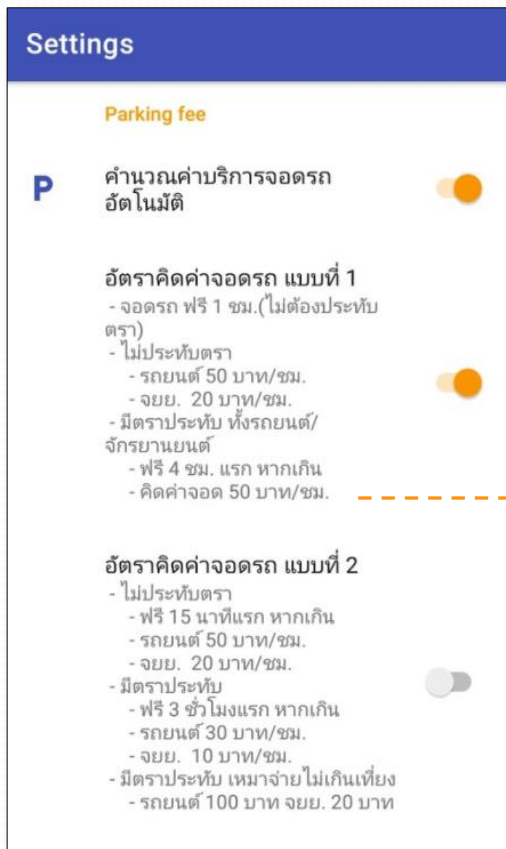 Settings
Parking fee
P
คำนวณค่าบริการจอดรถ
อัตโนมัติ
อัตราคิดค่าจอดรถ แบบที่ 1
- จอดรถ ฟรี 1 ชม.(ไม่ต้องประทับ
ตรา)
- ไม่ประทับตรา
- รถยนต์ 50 บาท/ชม.
- จยย. 20 บาท/ชม.
- มีตราประทับ ทั้งรถยนต์/
จักรยานยนต์
- ฟรี 4 ชม. แรก หากเกิน
- คิดค่าจอด 50 บาท/ชม.
อัตราคิดค่าจอดรถ แบบที่ 2
- ไม่ประทับตรา
- ฟรี 15 นาทีแรก หากเกิน
- รถยนต์ 50 บาท/ชม.
- จยย. 20 บาท/ชม.
- มีตราประทับ
- ฟรี 3 ชั่วโมงแรก หากเกิน
- รถยนต์ 30 บาท/ชม.
- จยย. 10 บาท/ชม.
- มีตราประทับ เหมาจ่ายไม่เกินเที่ยง
- รถยนต์ 100 บาท จยย. 20 บาท